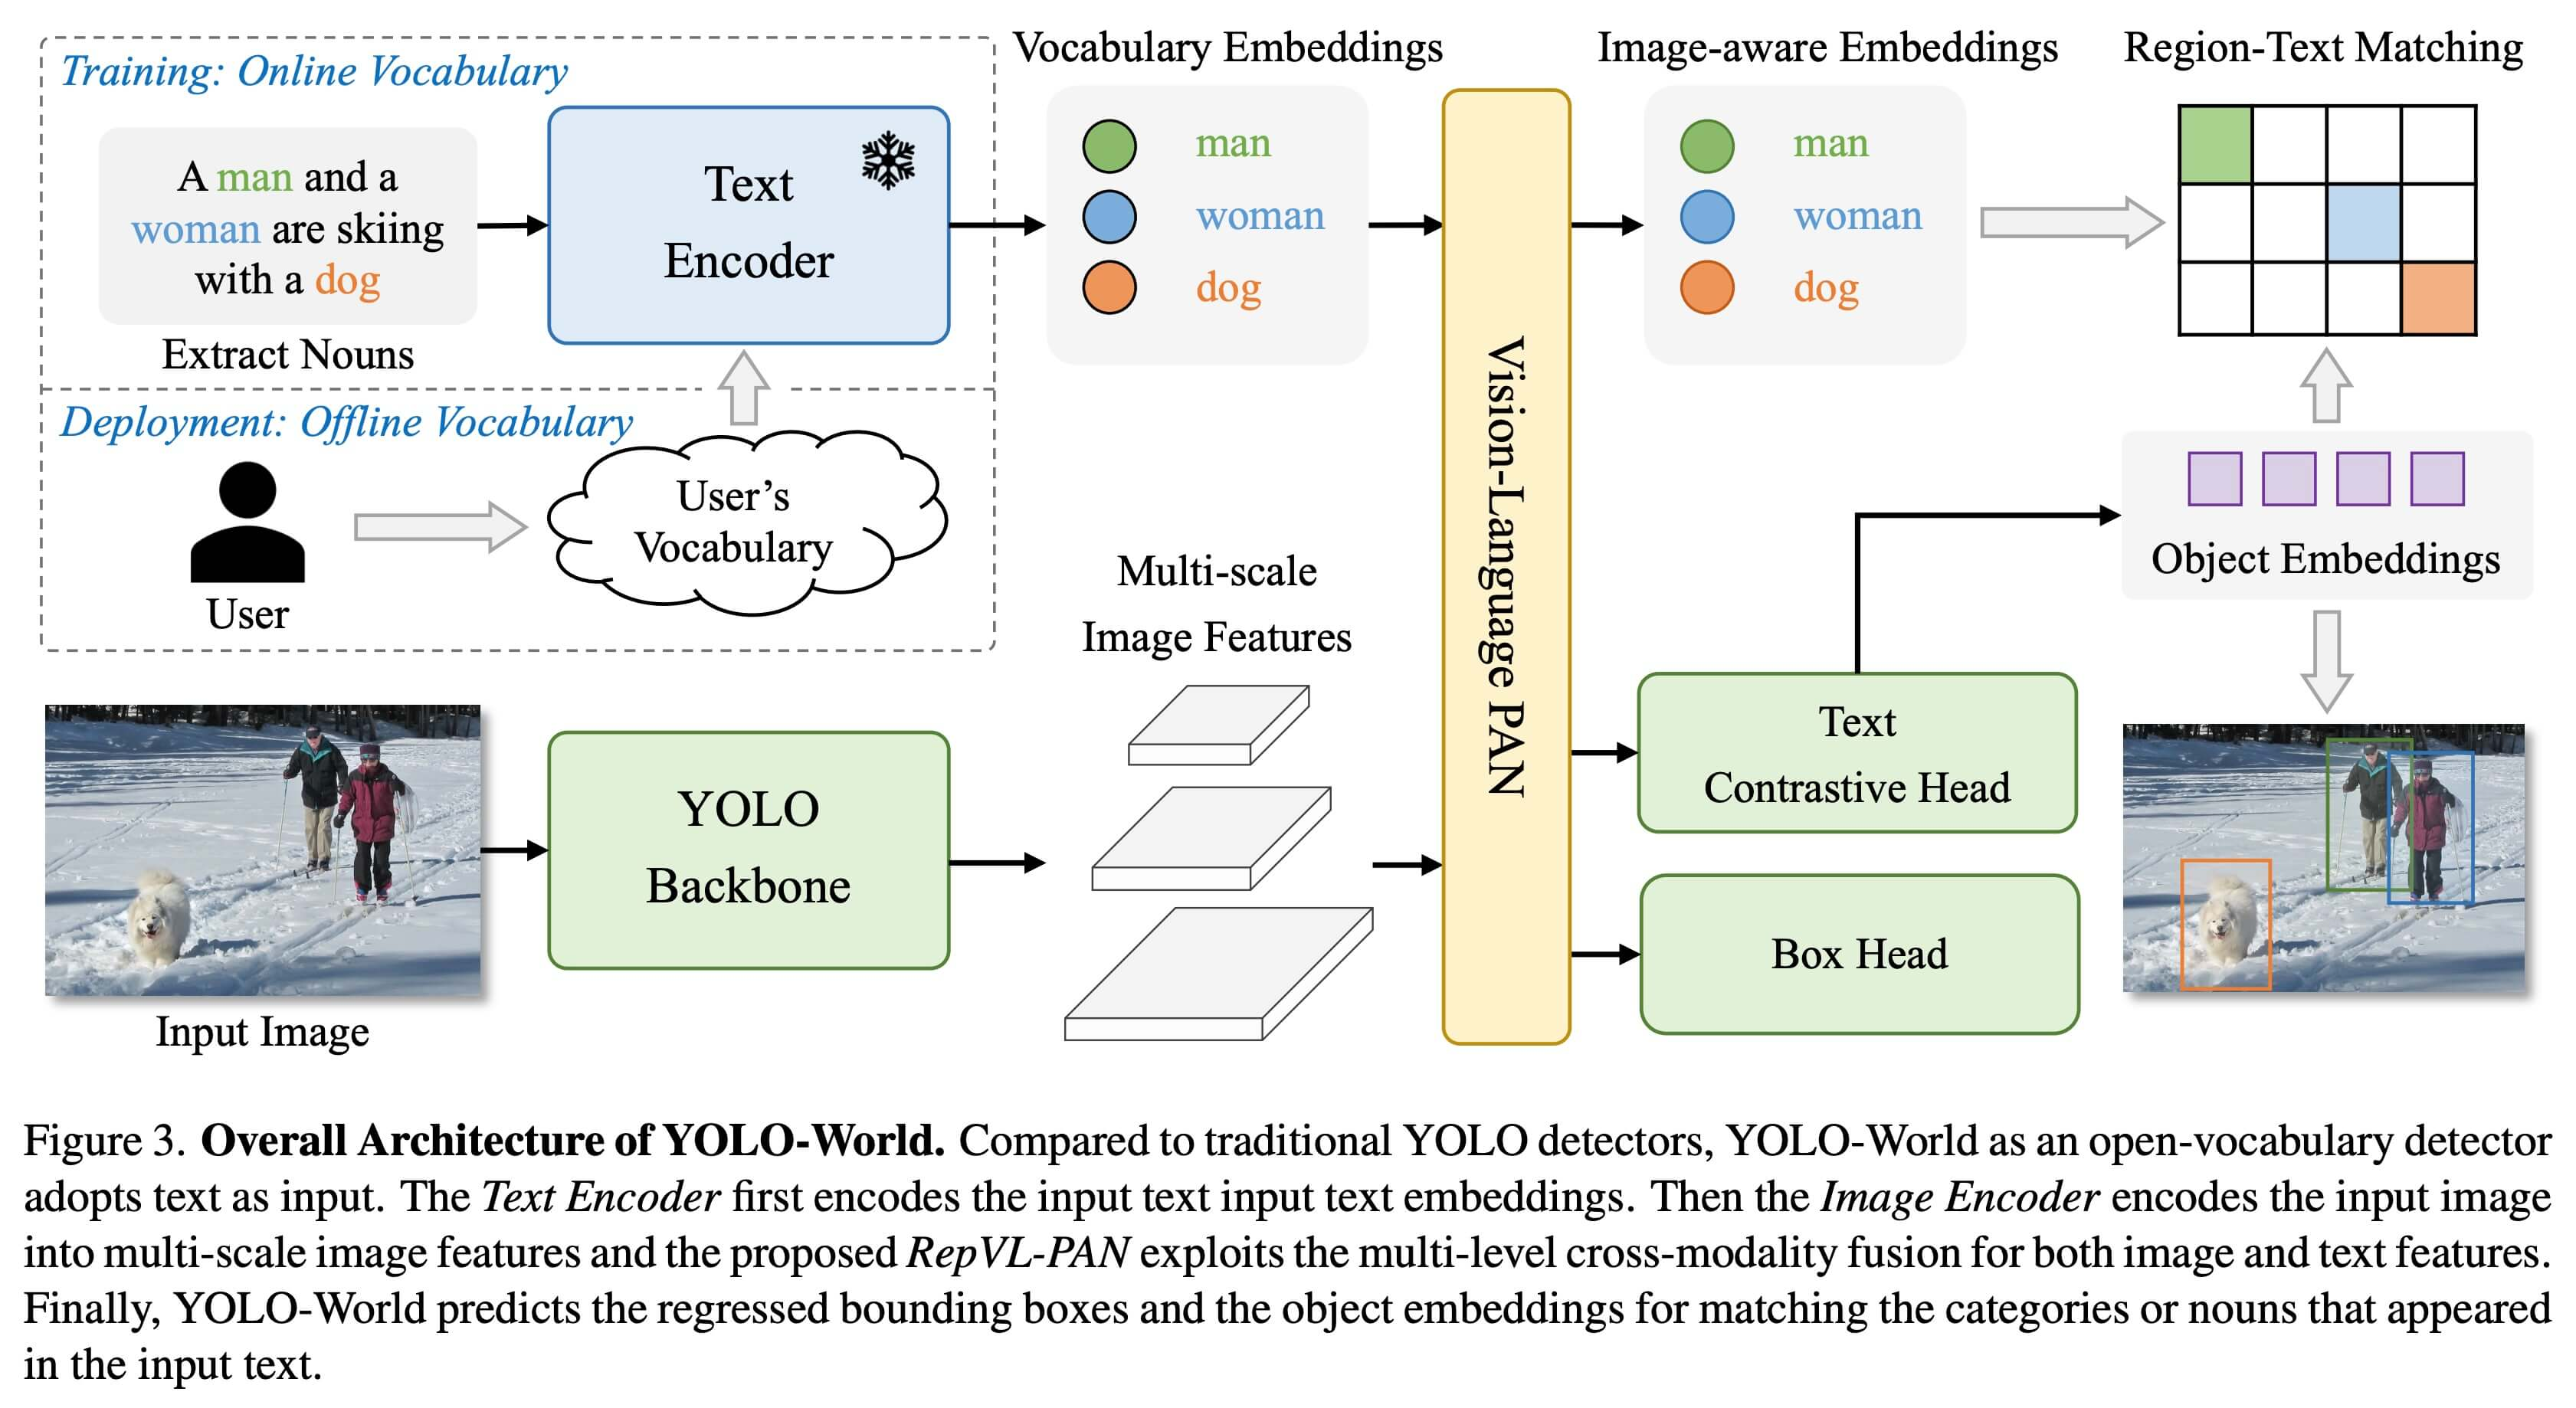 Training: Online Vocabulary
A man and a
woman are skiing
with a dog
Extract Nouns
Text
Encoder
Deployment: Offline Vocabulary
User
User’s
Vocabulary
Vocabulary Embeddings
man
woman
dog
Multi-scale
Image Features
Input Image
YOLO
Backbone
Vision-Language PAN
Image-aware Embeddings
man
woman
dog
Region-Text Matching
Object Embeddings
Text
Contrastive Head
Box Head
Figure 3. Overall Architecture of YOLO-World. Compared to traditional YOLO detectors, YOLO-World as an open-vocabulary detector
adopts text as input. The Text Encoder first encodes the input text input text embeddings. Then the Image Encoder encodes the input image
into multi-scale image features and the proposed RepVL-PAN exploits the multi-level cross-modality fusion for both image and text features.
Finally, YOLO-World predicts the regressed bounding boxes and the object embeddings for matching the categories or nouns that appeared
in the input text.